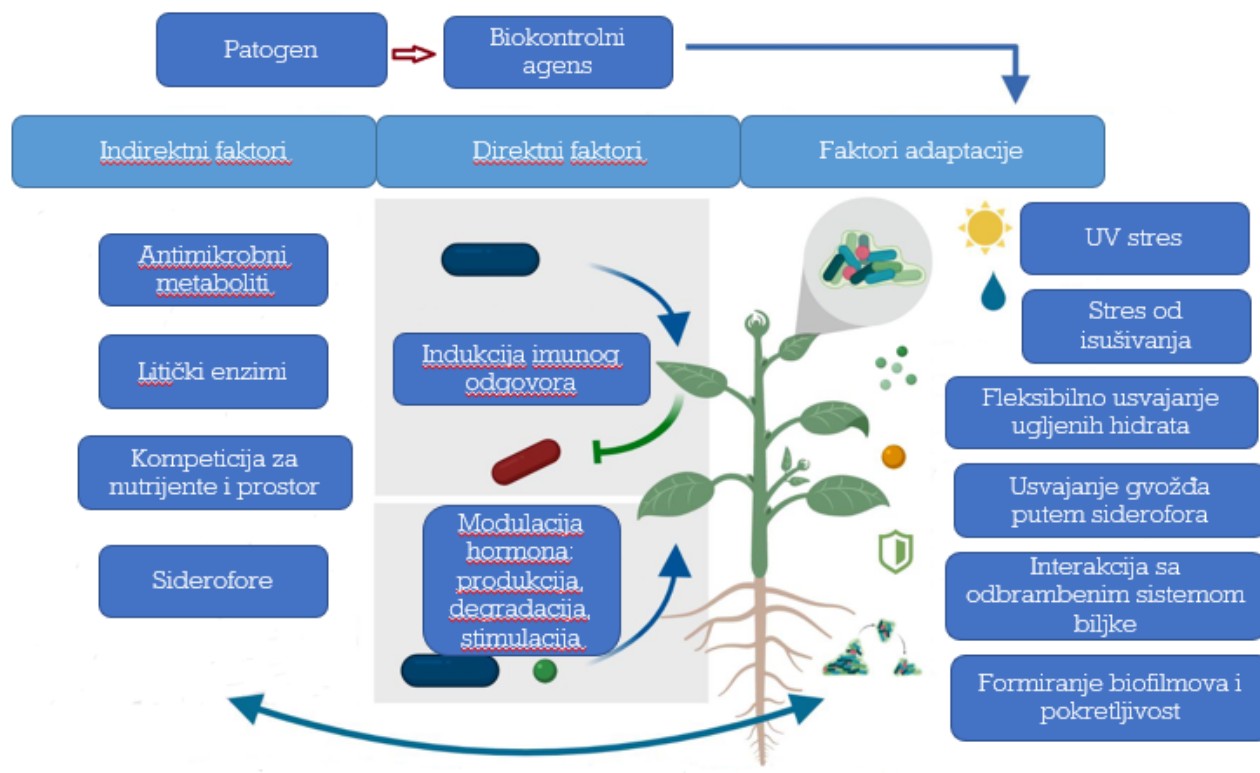 Patogen
Biokontrolni
agens
Indirektni faktori
Direktni faktori
Faktori adaptacije
Antimikrobni
metaboliti
Litički enzimi
Kompeticija za
nutrijente i prostor
Siderofore
Indukcija imunog
odgovora
Modulacija
hormona:
produkcija,
degradacija,
stimulacija
UV stres
Stres od
isušivanja
Fleksibilno usvajanje
ugljenih hidrata
Usvajanje gvožđa
putem siderofora
Interakcija sa
odbrambenim sistemom
biljke
Formiranje biofilmova i
pokretljivost